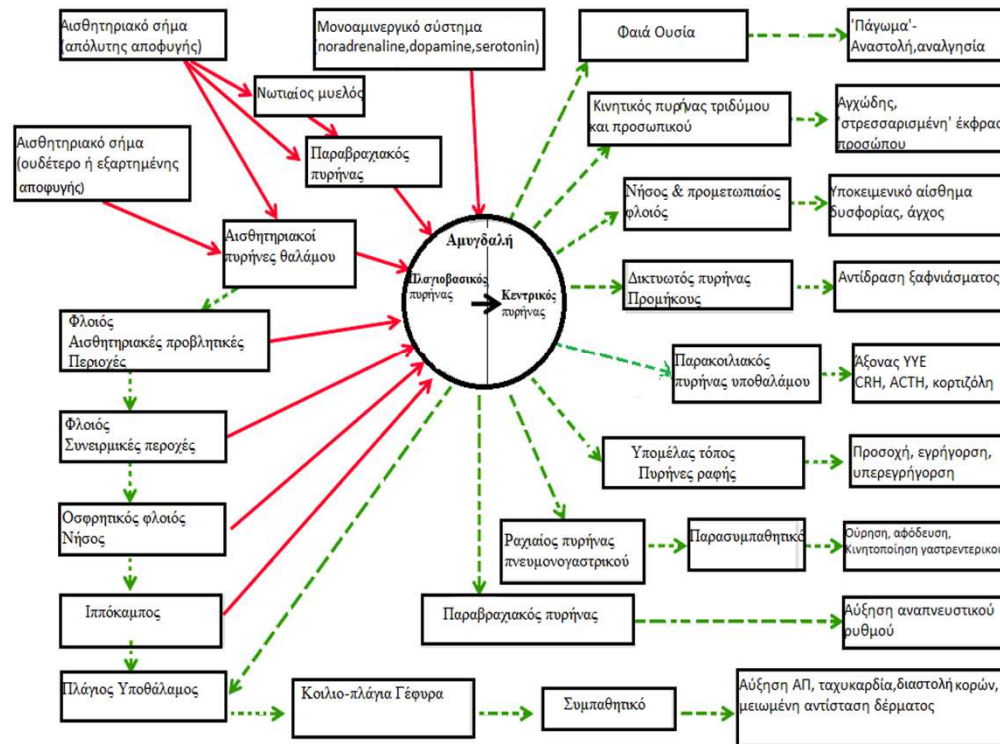 Αισθητηριακό σήμα
(απόλυτης αποφυγής)
Μονοαμινεργικό σύστημα
(noradrenaline,dopamine,serotonin)
Φαιά Ουσία
'Πάγωμα'-
Αναστολή,αναλγησία
Νωτιαίος μυελός
Κινητικός πυρήνας τριδύμου
και προσωπικού
Αγχώδης,
'στρεσσαρισμένη' έκφρασ
προσώπου
Αισθητηριακό σήμα
(ουδέτερο ή εξαρτημένης
αποφυγής)
Παραβραχιακός
πυρήνας
Νήσος & προμετωπιαίος
φλοιός
Υποκειμενικό αίσθημα
δυσφορίας, άγχος
Αισθητηριακοί
πυρήνες θαλάμου
Αμυγδαλή
Πλαγιοβασικός
πυρήνας
Κεντρικός
πυρήνας
Δικτυωτός πυρήνας
Προμήκους
Αντίδραση ξαφνιάσματος
Φλοιός
Αισθητηριακές προβλητικές
Περιοχές
Παρακοιλιακός
πυρήνας υποθαλάμου
Άξονας ΥΥΕ
CRH, ACTH, κορτιζόλη
Φλοιός
Συνειρμικές περοχές
Υπομέλας τόπος
Πυρήνες ραφής
Προσοχή, εγρήγορση,
υπερεγρήγορση
Οσφρητικός φλοιός
Νήσος
Ραχιαίος πυρήνας
πνευμονογαστρικού
Παρασυμπαθητικό
Ούρηση, αφόδευση,
Κινητοποίηση γαστρεντερικού
Ιππόκαμπος
Παραβραχιακός πυρήνας
Αύξηση αναπνευστικού
ρυθμού
Πλάγιος Υποθάλαμος
Κοιλιο-πλάγια Γέφυρα
Συμπαθητικό
Αύξηση ΑΠ, ταχυκαρδία,διαστολή κορών,
μειωμένη αντίσταση δέρματος